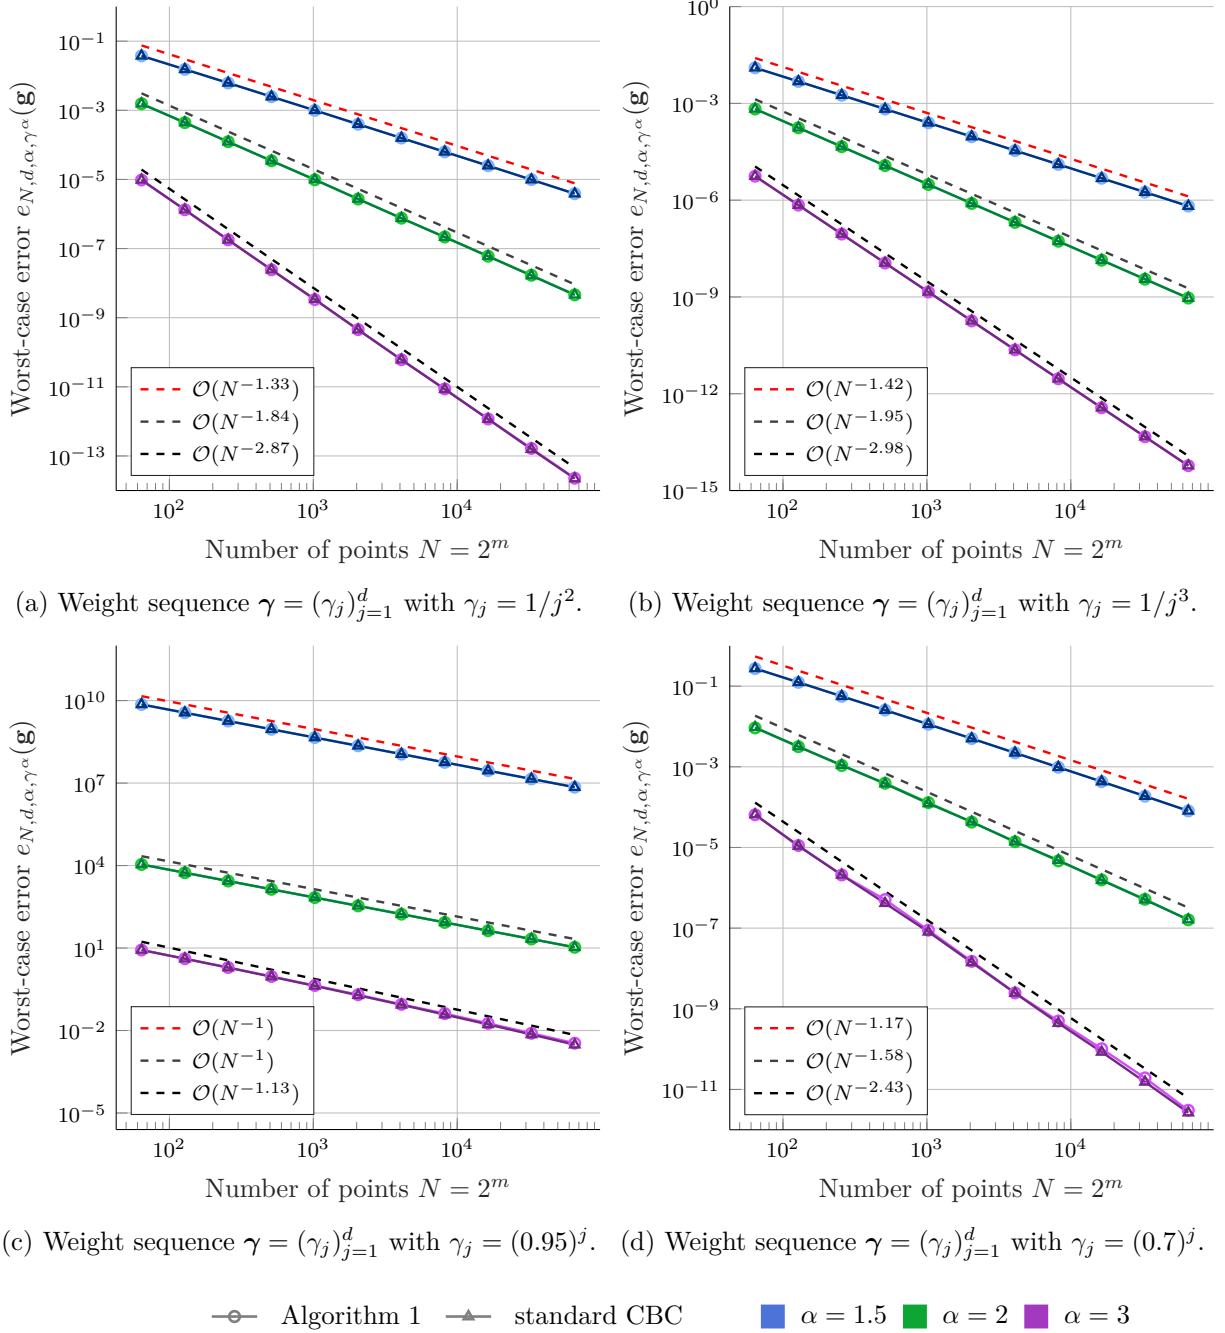 Worst-case error e_{N,d,α,γ^α}(g)
10^{-1}
10^{-3}
10^{-5}
10^{-7}
10^{-9}
10^{-11}
10^{-13}
O(N^{-1.33})
O(N^{-1.84})
O(N^{-2.87})
10^2 10^3 10^4
Number of points N = 2^m
(a) Weight sequence γ = (γ_j)_{j=1}^d with γ_j = 1/j^2.
Worst-case error e_{N,d,α,γ^α}(g)
10^0
10^{-3}
10^{-6}
10^{-9}
10^{-12}
10^{-15}
O(N^{-1.42})
O(N^{-1.95})
O(N^{-2.98})
10^2 10^3 10^4
Number of points N = 2^m
(b) Weight sequence γ = (γ_j)_{j=1}^d with γ_j = 1/j^3.
Worst-case error e_{N,d,α,γ^α}(g)
10^{10}
10^7
10^4
10^1
10^{-2}
10^{-5}
O(N^{-1})
O(N^{-1})
O(N^{-1.13})
10^2 10^3 10^4
Number of points N = 2^m
(c) Weight sequence γ = (γ_j)_{j=1}^d with γ_j = (0.95)^j.
Worst-case error e_{N,d,α,γ^α}(g)
10^{-1}
10^{-3}
10^{-5}
10^{-7}
10^{-9}
10^{-11}
O(N^{-1.17})
O(N^{-1.58})
O(N^{-2.43})
10^2 10^3 10^4
Number of points N = 2^m
(d) Weight sequence γ = (γ_j)_{j=1}^d with γ_j = (0.7)^j.
Algorithm 1 standard CBC α = 1.5 α = 2 α = 3